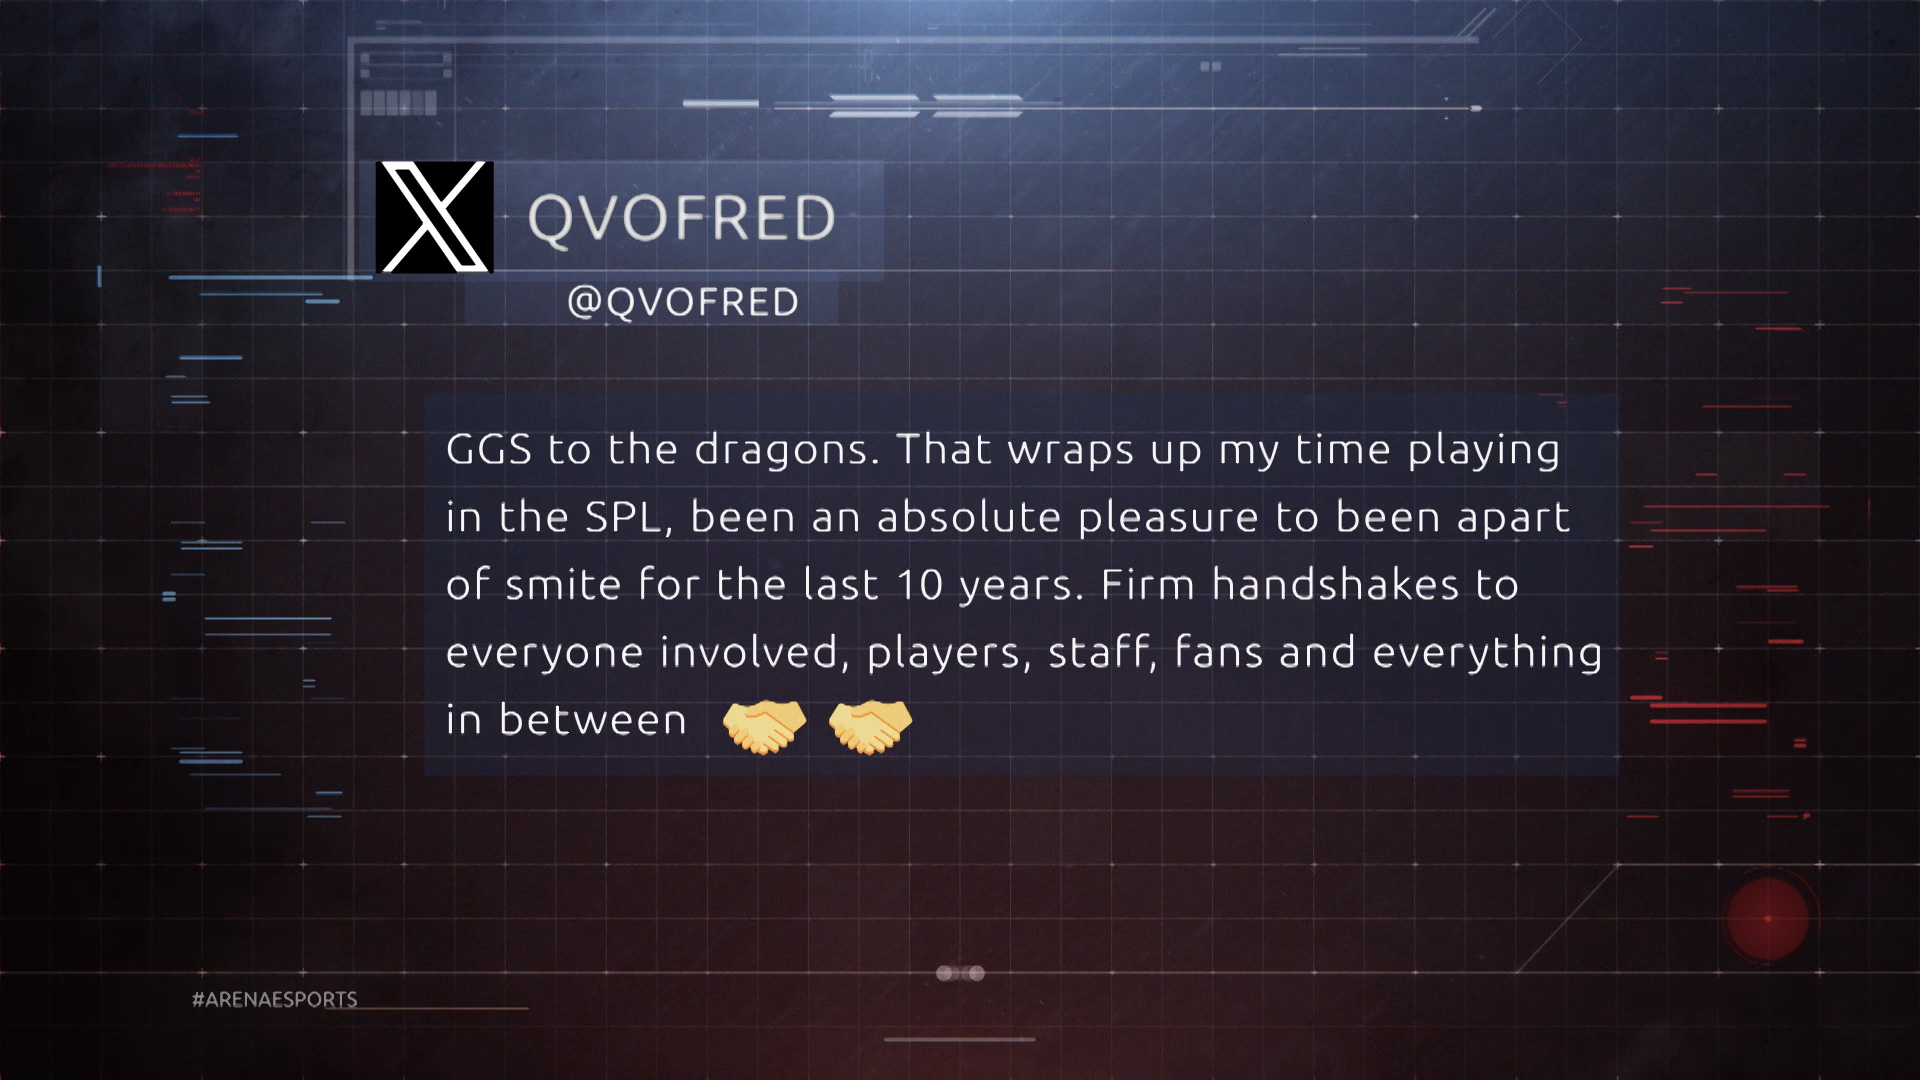 QVOFRED
@QVOFRED
GGS to the dragons. That wraps up my time playing
in the SPL, been an absolute pleasure to been apart
of smite for the last 10 years. Firm handshakes to
everyone involved, players, staff, fans and everything
in between 🤝 🤝
#ARENAESPORTS